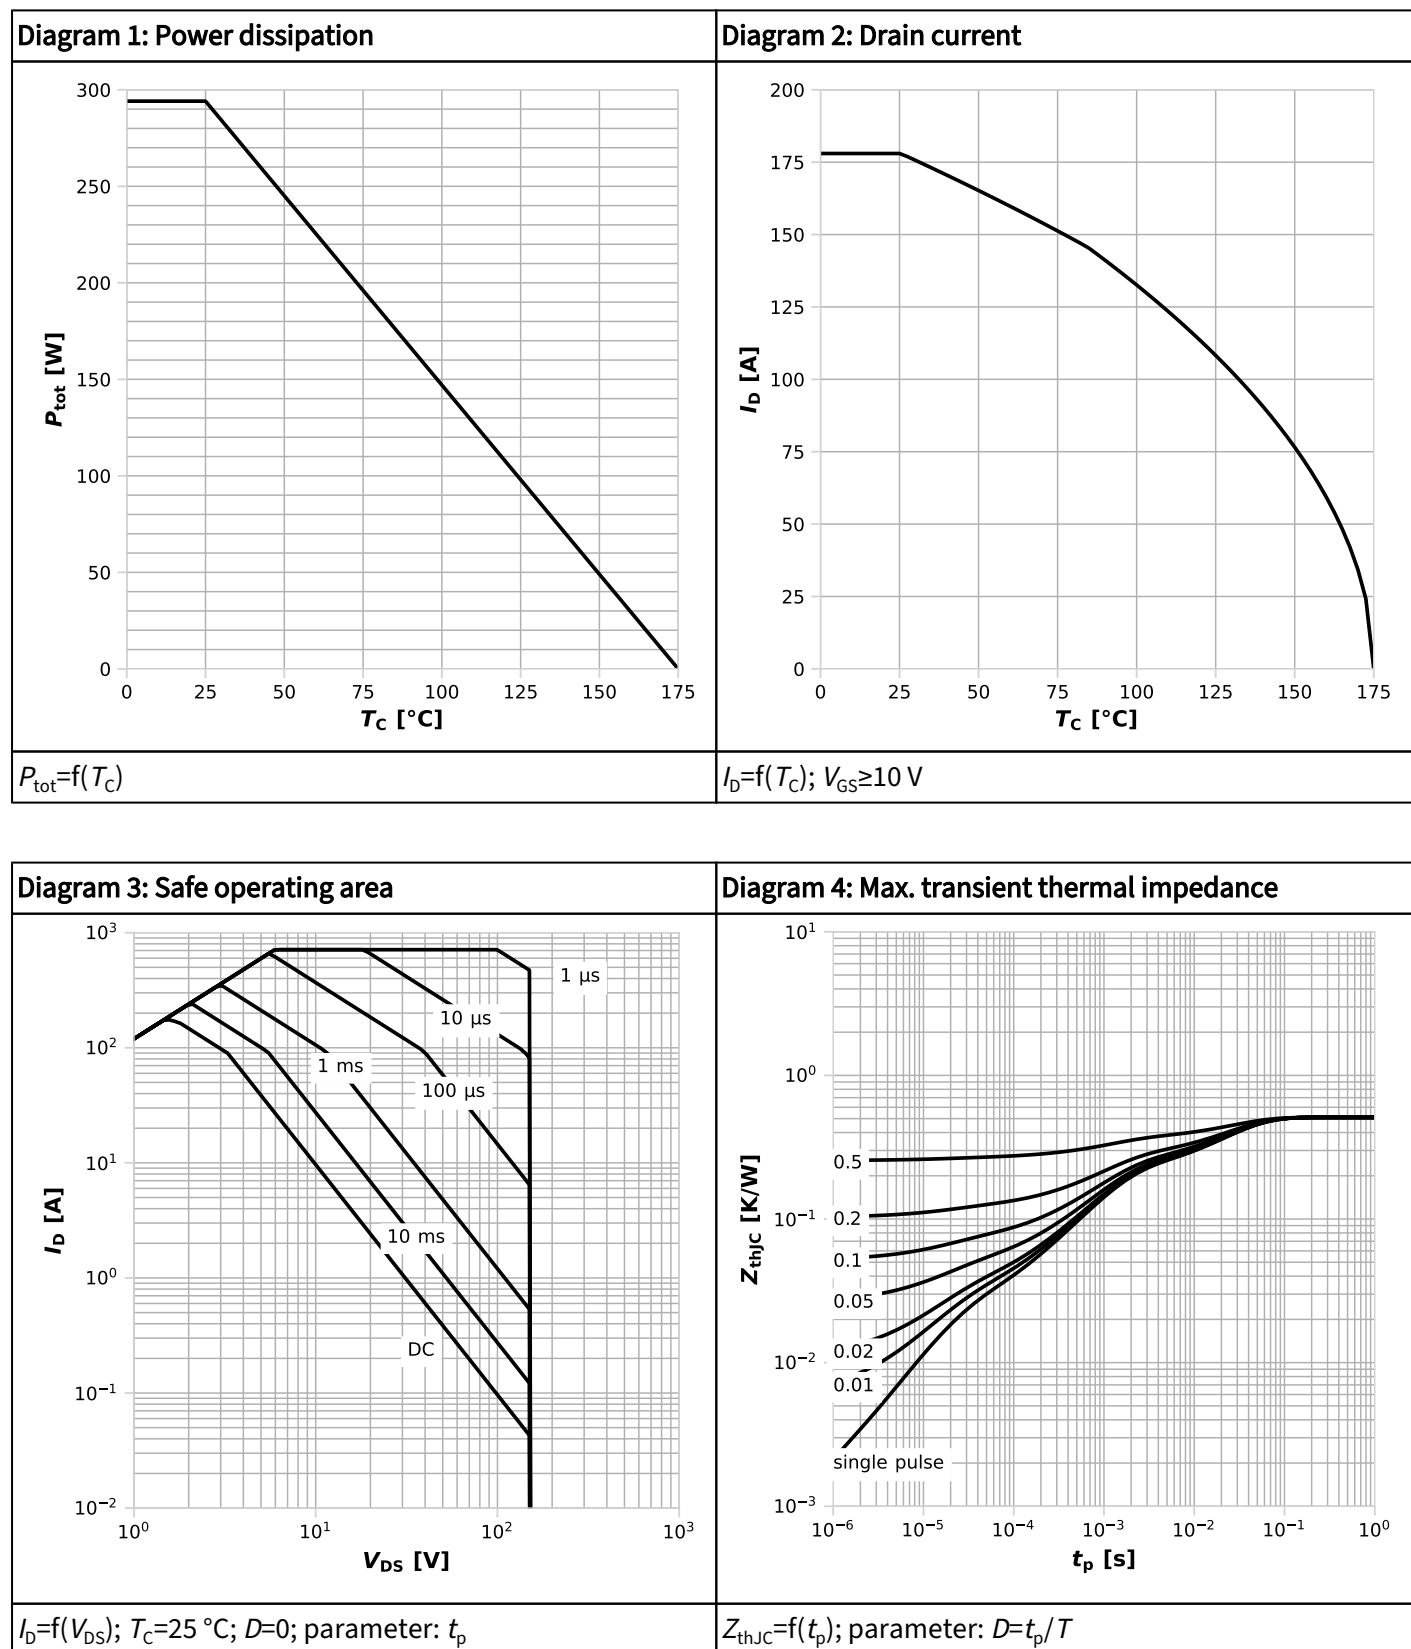 Diagram 1: Power dissipation
Diagram 2: Drain current
300
250
200
150
100
50
0
0 25 50 75 100 125 150 175
Ptot [W]
TC [°C]
200
175
150
125
100
75
50
25
0
0 25 50 75 100 125 150 175
ID [A]
TC [°C]
Ptot=f(TC)
ID=f(TC); VGS≥10 V
Diagram 3: Safe operating area
Diagram 4: Max. transient thermal impedance
10³
10²
10¹
10⁰
10⁻¹
10⁻²
10⁰ 10¹ 10² 10³
ID [A]
VDS [V]
1 µs
10 µs
1 ms
100 µs
10 ms
DC
10¹
10⁰
10⁻¹
10⁻²
10⁻³
10⁻⁶ 10⁻⁵ 10⁻⁴ 10⁻³ 10⁻² 10⁻¹ 10⁰
ZthJC [K/W]
tp [s]
0.5
0.2
0.1
0.05
0.02
0.01
single pulse
ID=f(VDS); TC=25 °C; D=0; parameter: tp
ZthJC=f(tp); parameter: D=tp/T